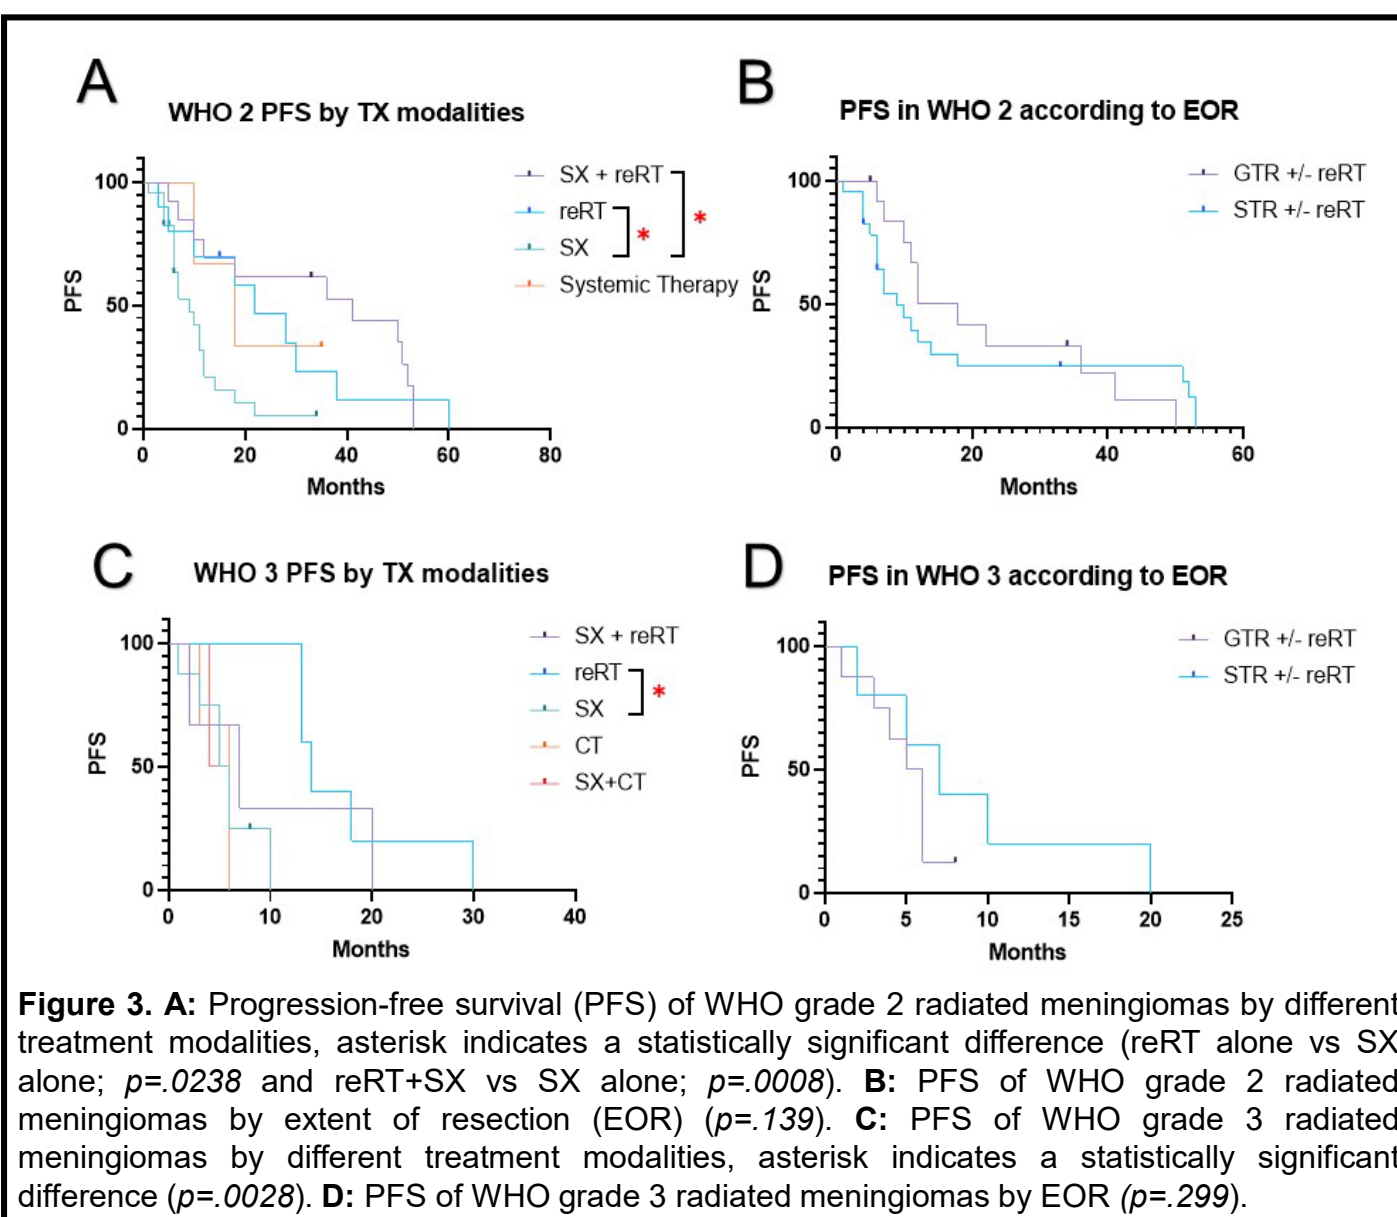 A
WHO 2 PFS by TX modalities
100
50
0
PFS
0 20 40 60 80
Months
SX + reRT
reRT
SX
Systemic Therapy
*
*
B
PFS in WHO 2 according to EOR
100
50
0
PFS
0 20 40 60
Months
GTR +/- reRT
STR +/- reRT
C
WHO 3 PFS by TX modalities
100
50
0
PFS
0 10 20 30 40
Months
SX + reRT
reRT
SX
CT
SX+CT
*
D
PFS in WHO 3 according to EOR
100
50
0
PFS
0 5 10 15 20 25
Months
GTR +/- reRT
STR +/- reRT
Figure 3. A: Progression-free survival (PFS) of WHO grade 2 radiated meningiomas by different
treatment modalities, asterisk indicates a statistically significant difference (reRT alone vs SX
alone; p=.0238 and reRT+SX vs SX alone; p=.0008). B: PFS of WHO grade 2 radiated
meningiomas by extent of resection (EOR) (p=.139). C: PFS of WHO grade 3 radiated
meningiomas by different treatment modalities, asterisk indicates a statistically significant
difference (p=.0028). D: PFS of WHO grade 3 radiated meningiomas by EOR (p=.299).